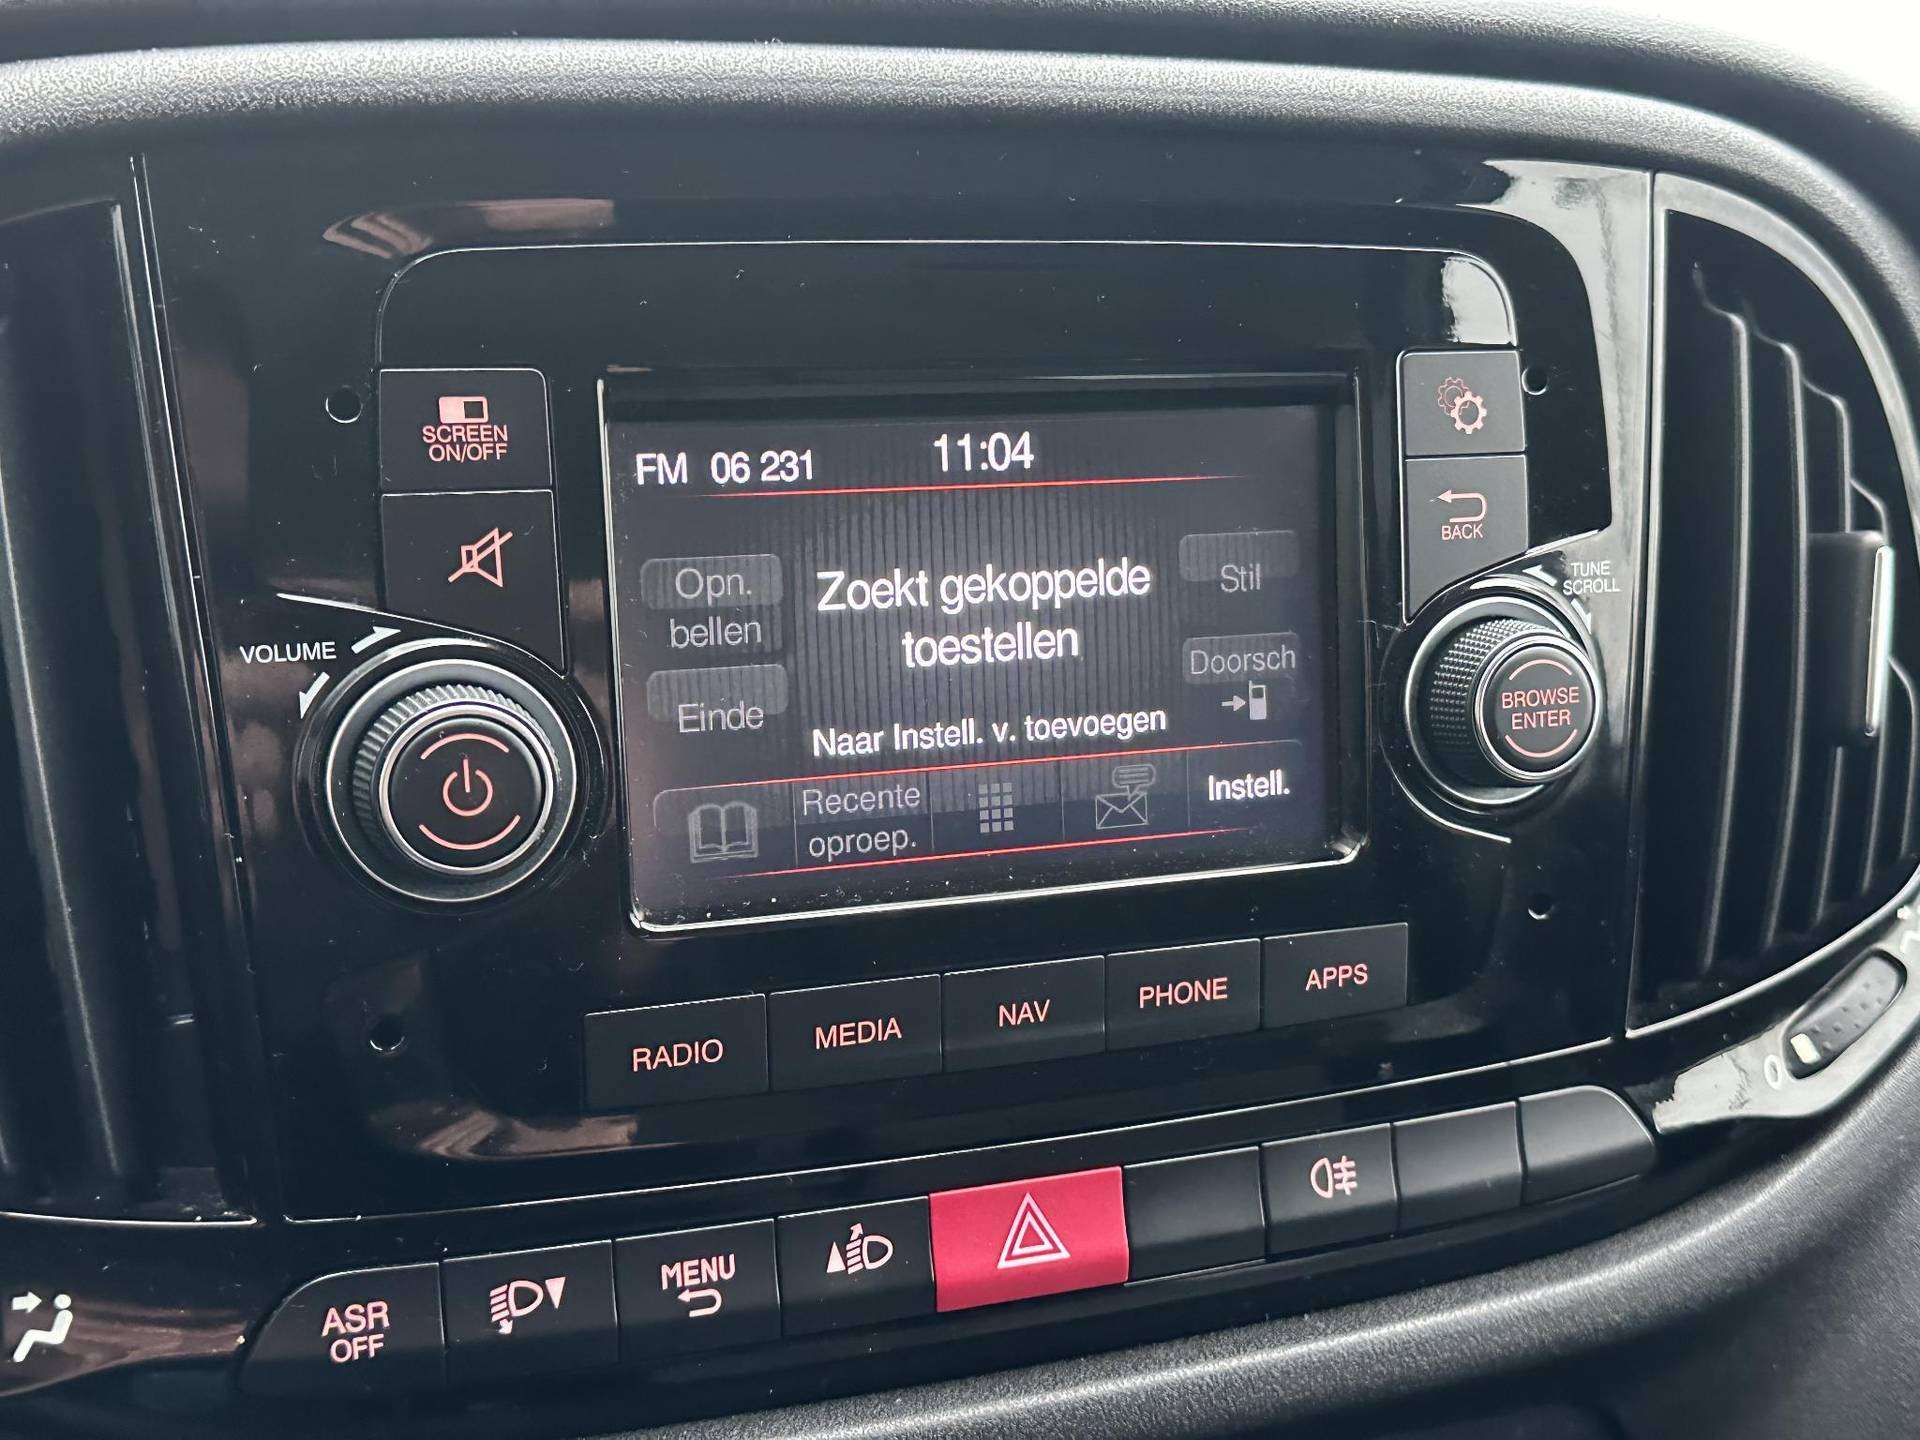 SCREEN
ON/OFF
VOLUME
FM 06 231 11:04
Opn.
bellen
Einde
Zoekt gekoppelde
toestellen
Naar Instell. v. toevoegen
Stil
Doorsch
Recente
oproep.
Instell.
BACK
TUNE
SCROLL
BROWSE
ENTER
RADIO
MEDIA
NAV
PHONE
APPS
ASR
OFF
MENU
0